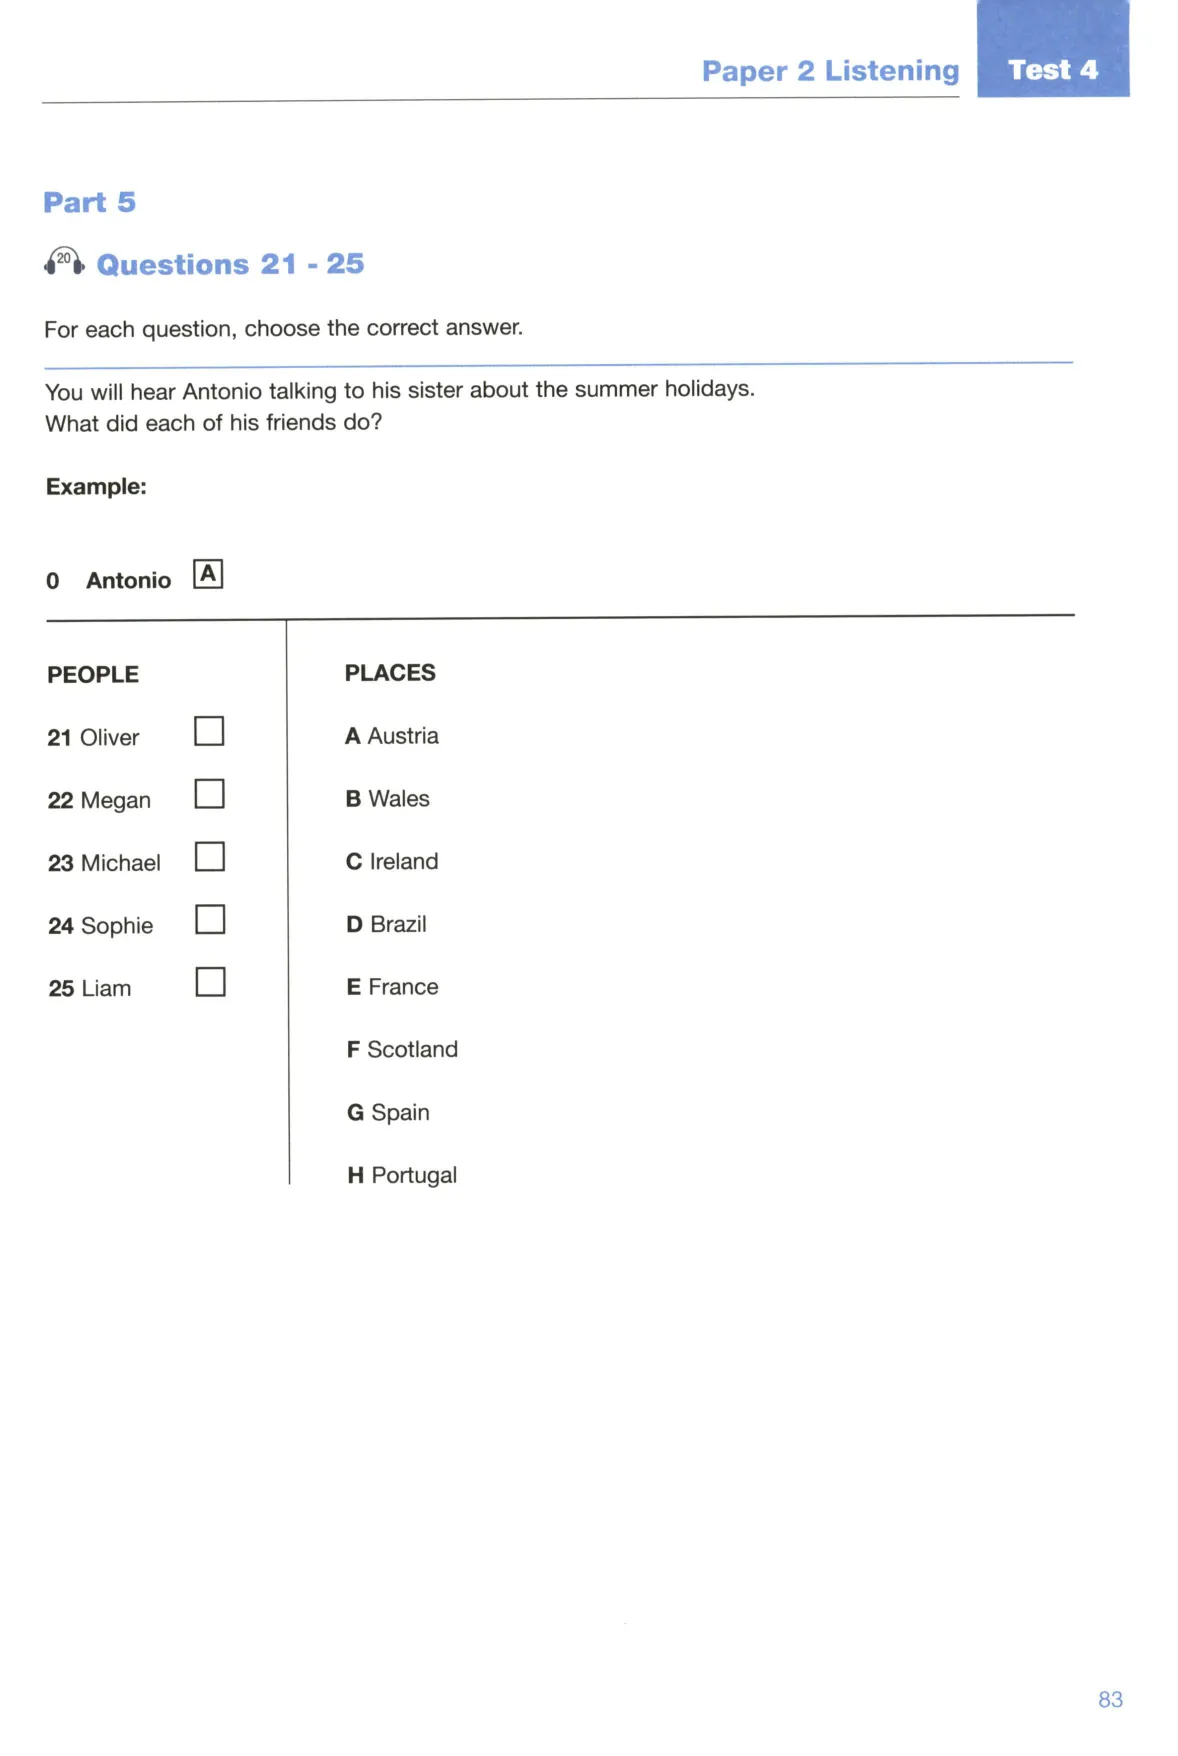 Paper 2 Listening Test 4
Part 5
20 Questions 21 - 25
For each question, choose the correct answer.
You will hear Antonio talking to his sister about the summer holidays.
What did each of his friends do?
Example:
0 Antonio A
PEOPLE
21 Oliver
22 Megan
23 Michael
24 Sophie
25 Liam
PLACES
A Austria
B Wales
C Ireland
D Brazil
E France
F Scotland
G Spain
H Portugal
83